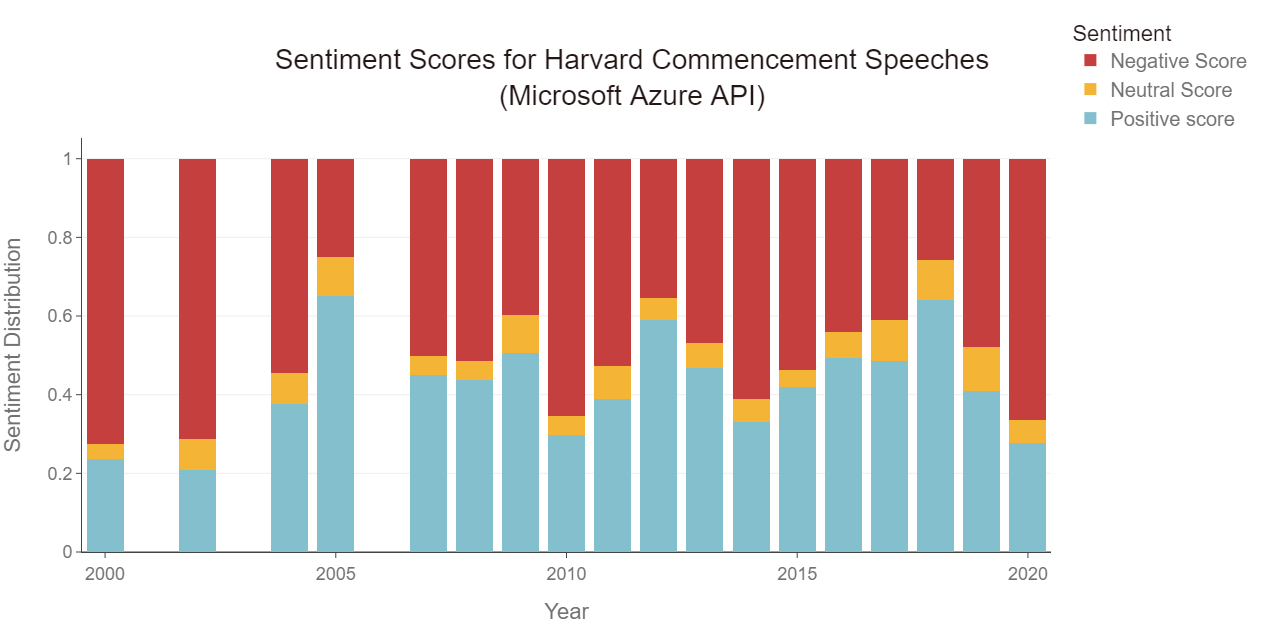 Sentiment Scores for Harvard Commencement Speeches
(Microsoft Azure API)
Sentiment
Negative Score
Neutral Score
Positive score
Sentiment Distribution
1
0.8
0.6
0.4
0.2
0
2000
2005
2010
2015
2020
Year